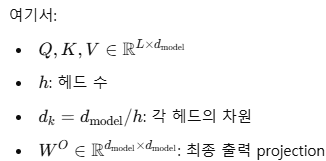 여기서:
• Q, K, V ∈ ℝ^{L×d_model}
• h: 헤드 수
• d_k = d_model/h: 각 헤드의 차원
• W^O ∈ ℝ^{d_model×d_model}: 최종 출력 projection